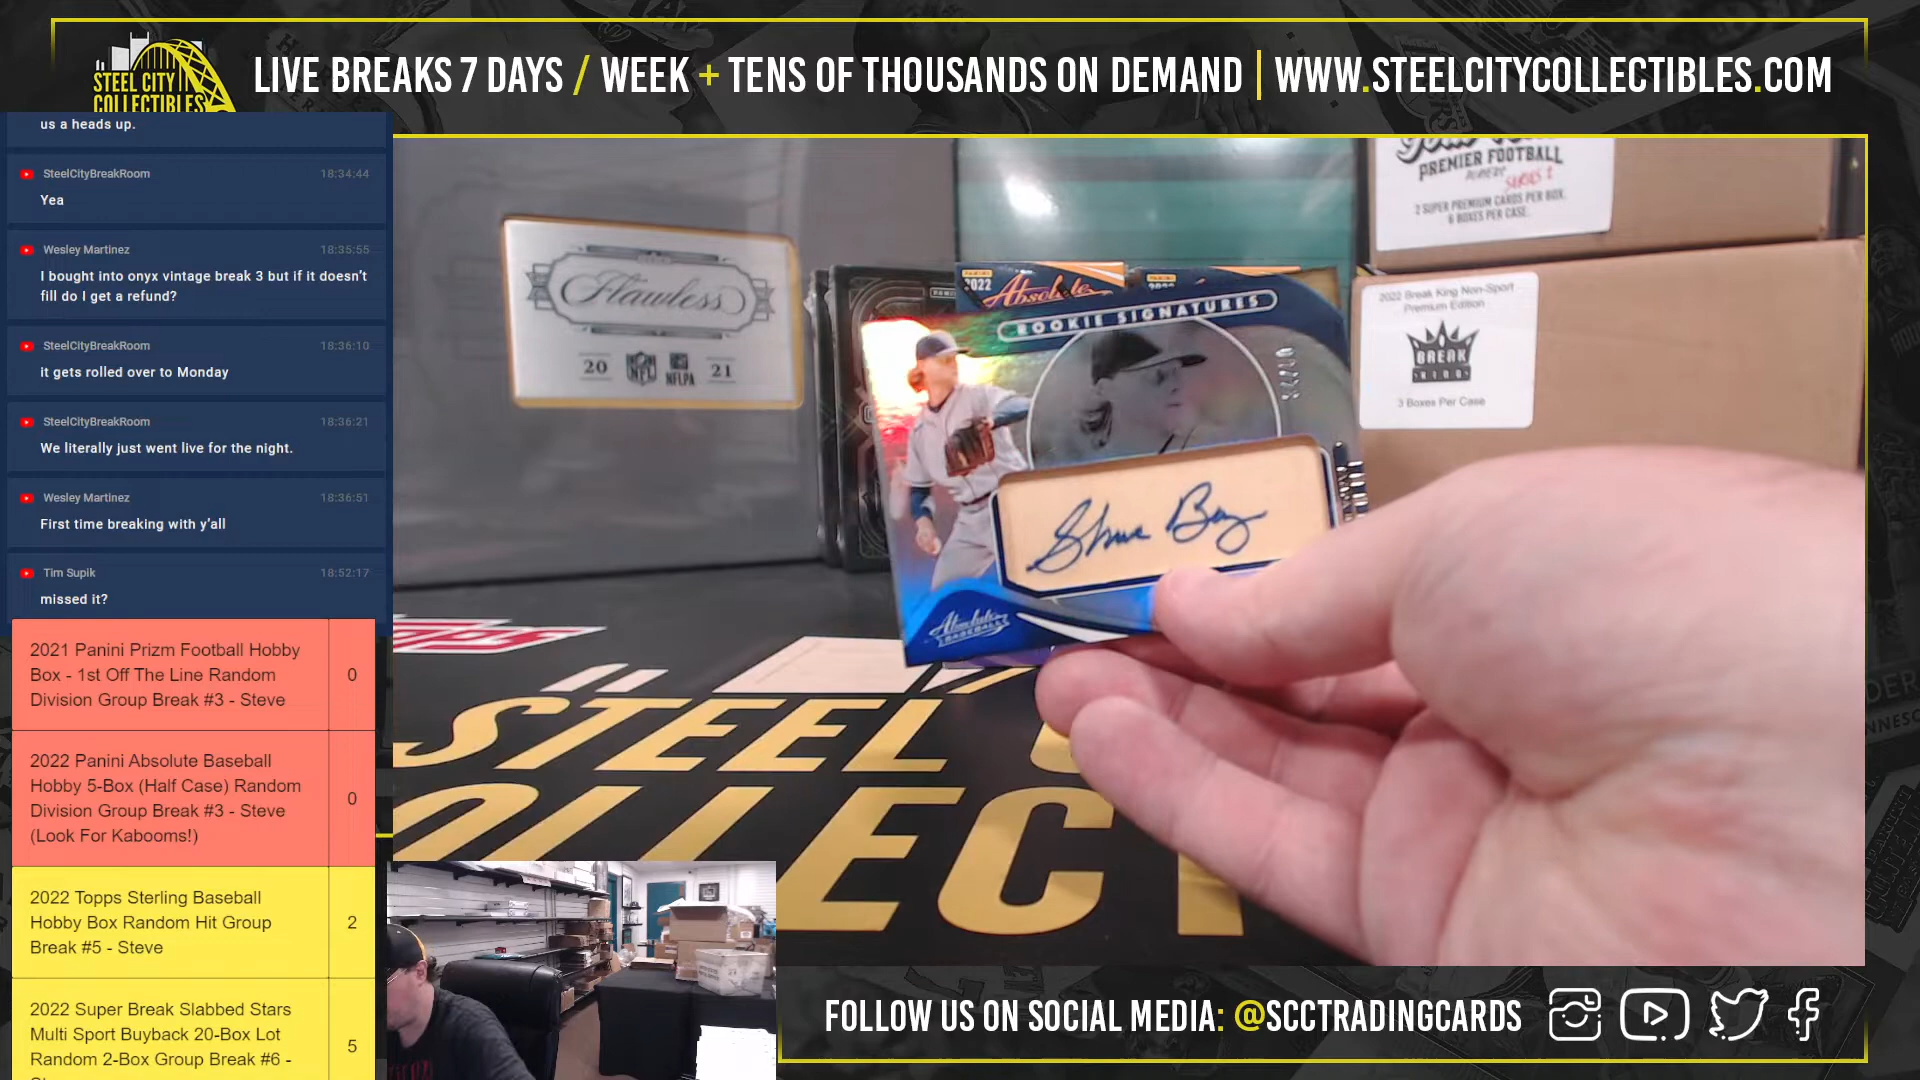 STEEL CITY
COLLECTIBLES
LIVE BREAKS 7 DAYS / WEEK + TENS OF THOUSANDS ON DEMAND | WWW.STEELCITYCOLLECTIBLES.COM
us a heads up.
SteelCityBreakRoom 18:34:44
Yea
Wesley Martinez 18:35:55
I bought into onyx vintage break 3 but if it doesn't
fill do I get a refund?
SteelCityBreakRoom 18:36:10
it gets rolled over to Monday
SteelCityBreakRoom 18:36:21
We literally just went live for the night.
Wesley Martinez 18:36:51
First time breaking with y'all
Tim Supik 18:52:17
missed it?
2021 Panini Prizm Football Hobby
Box - 1st Off The Line Random
Division Group Break #3 - Steve
0
2022 Panini Absolute Baseball
Hobby 5-Box (Half Case) Random
Division Group Break #3 - Steve
(Look For Kabooms!)
0
2022 Topps Sterling Baseball
Hobby Box Random Hit Group
Break #5 - Steve
2
2022 Super Break Slabbed Stars
Multi Sport Buyback 20-Box Lot
Random 2-Box Group Break #6 -
5
Flawless
20 NFL NFLPA 21
2022 Absolute
ROOKIE SIGNATURES
Absolute
BASEBALL
PREMIER FOOTBALL
SERIES 2
2 SUPER PREMIUM CARDS PER BOX.
6 BOXES PER CASE.
2022 Break King Non-Sport
Premium Edition
BREAK
KING
3 Boxes Per Case
STEEL C
OLLECT
FOLLOW US ON SOCIAL MEDIA: @SCCTRADINGCARDS